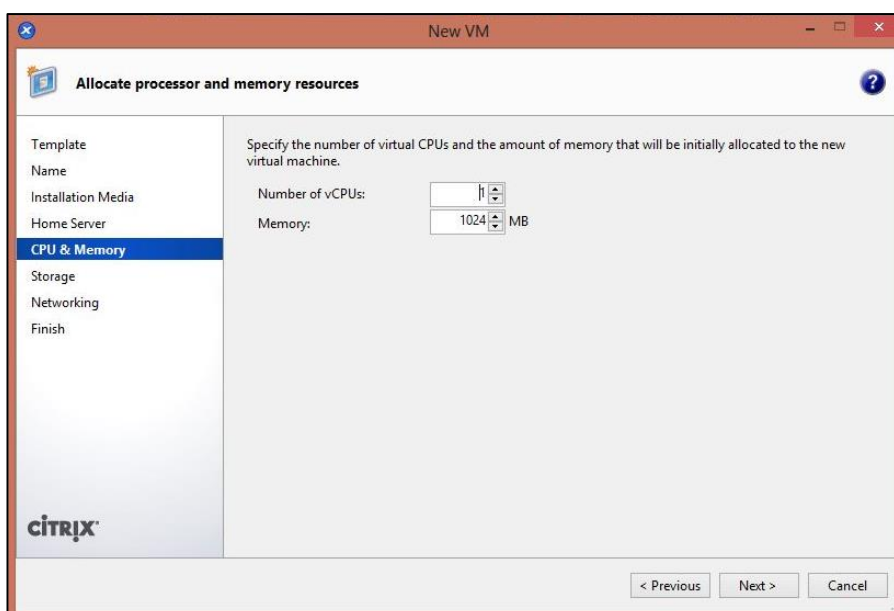 New VM
Allocate processor and memory resources
Template
Name
Installation Media
Home Server
CPU & Memory
Storage
Networking
Finish
Specify the number of virtual CPUs and the amount of memory that will be initially allocated to the new
virtual machine.
Number of vCPUs: 1
Memory: 1024 MB
CITRIX
< Previous Next > Cancel